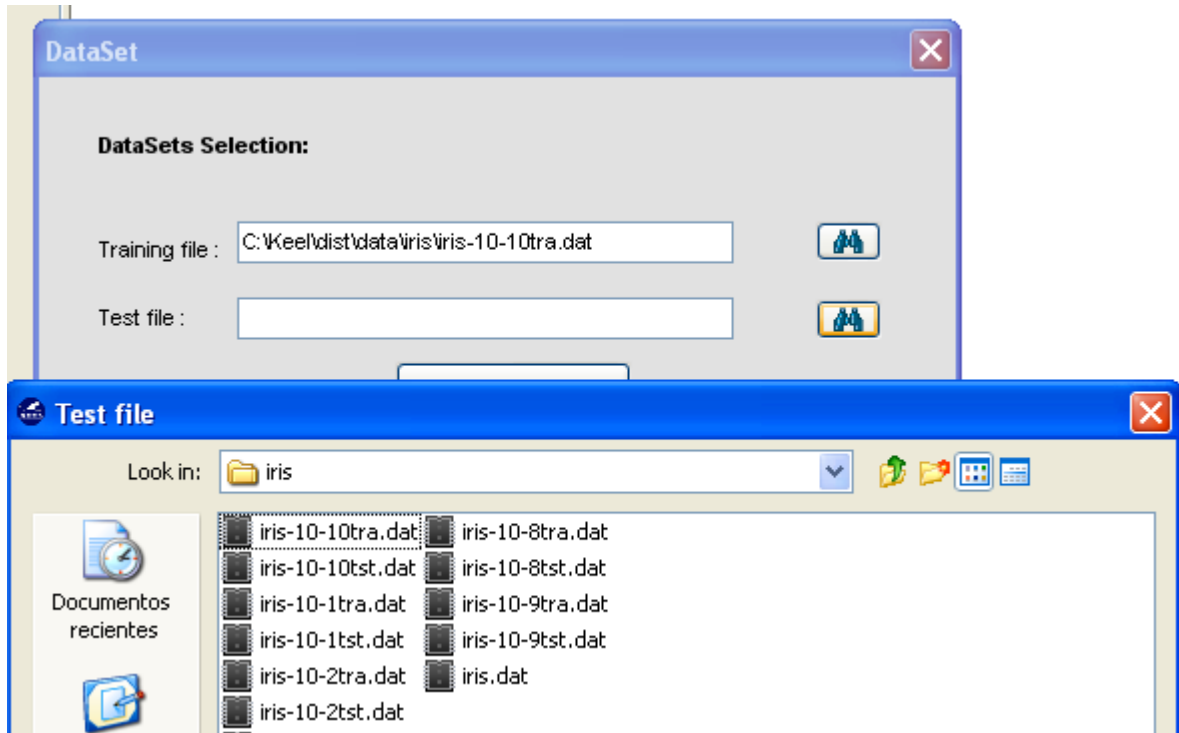 DataSet
DataSets Selection:
Training file : C:\Keel\dist\data\iris\iris-10-10tra.dat
Test file :
Test file
Look in: iris
iris-10-10tra.dat iris-10-8tra.dat
iris-10-10tst.dat iris-10-8tst.dat
iris-10-1tra.dat iris-10-9tra.dat
iris-10-1tst.dat iris-10-9tst.dat
iris-10-2tra.dat iris.dat
iris-10-2tst.dat
Documentos
recientes